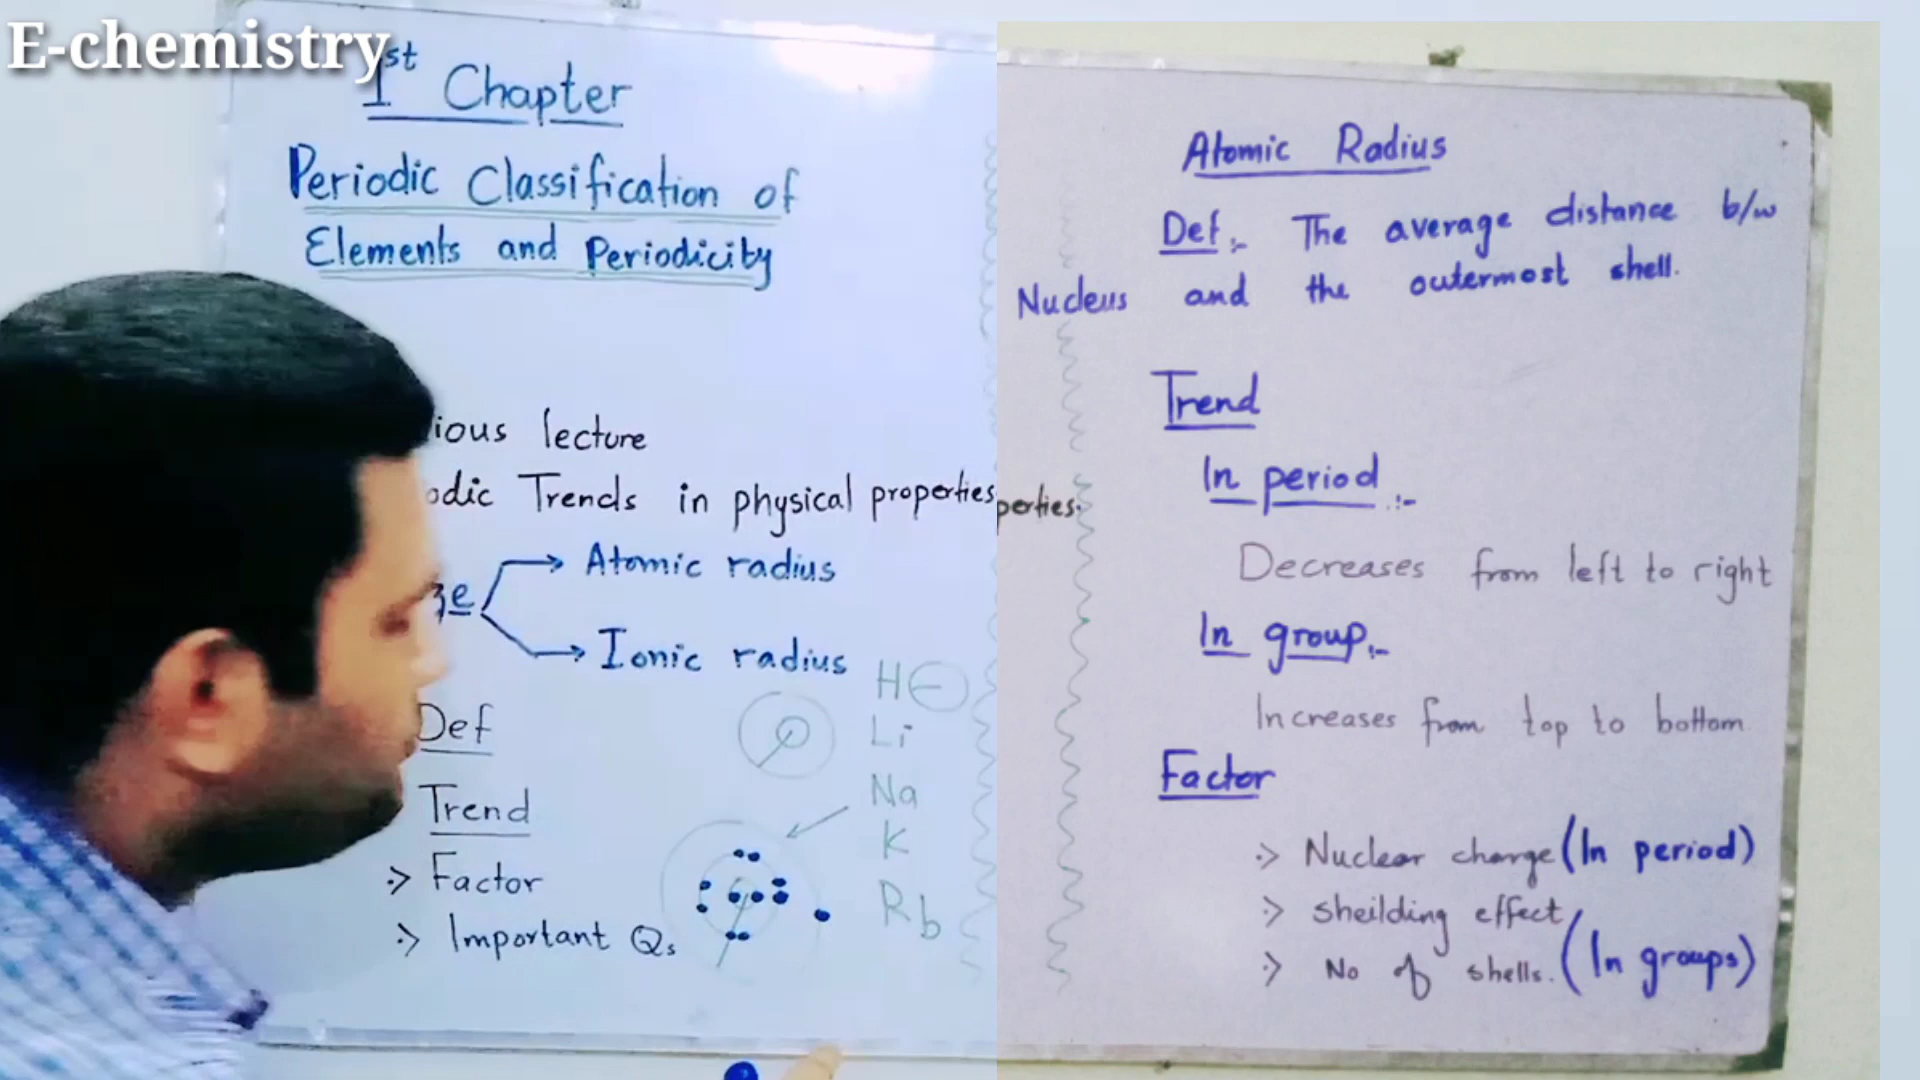 E-chemistry
1st Chapter
Periodic Classification of
Elements and Periodicity
lecture
Trends in physical properties
Atomic radius
Ionic radius
Def
Trend
Factor
Important Qs
H
Li
Na
K
Rb
Atomic Radius
Def:- The average distance b/w
Nucleus and the outermost shell.
Trend
In period :-
Decreases from left to right
In group:-
Increases from top to bottom
Factor
Nuclear charge (In period)
sheilding effect
No of shells. (In groups)